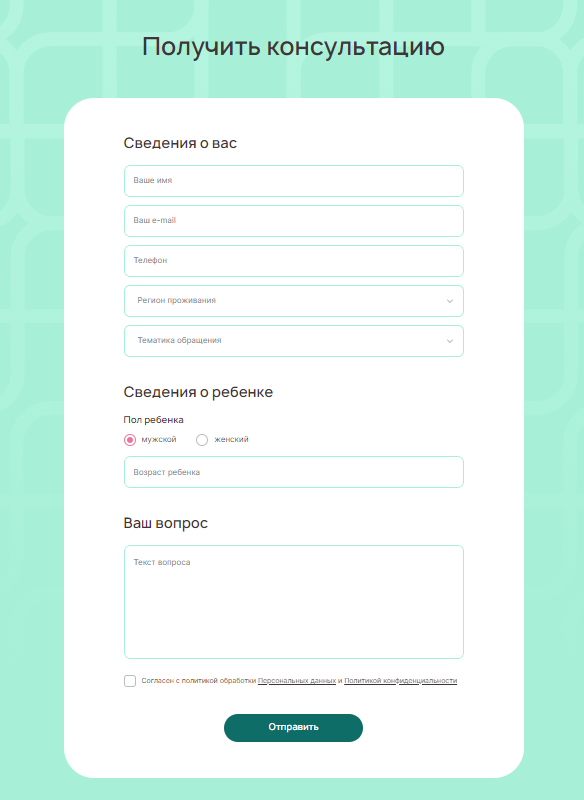 Получить консультацию
Сведения о вас
Ваше имя
Ваш e-mail
Телефон
Регион проживания
Тематика обращения
Сведения о ребенке
Пол ребенка
мужской женский
Возраст ребенка
Ваш вопрос
Текст вопроса
Согласен с политикой обработки Персональных данных и Политикой конфиденциальности
Отправить